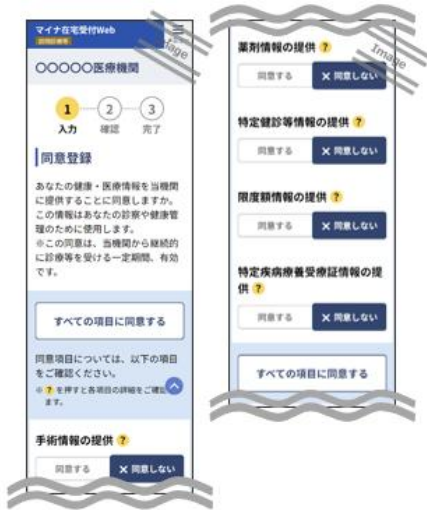 マイナ在宅受付Web
訪問診療等
Image
〇〇〇〇〇医療機関
1
2
3
入力
確認
完了
同意登録
あなたの健康・医療情報を当機関
に提供することに同意しますか。
この情報はあなたの診察や健康管
理のために使用します。
※この同意は、当機関から継続的
に診療等を受ける一定期間、有効
です。
すべての項目に同意する
同意項目については、以下の項目
をご確認ください。
※ ? を押すと各項目の詳細をご確認
ます。
手術情報の提供 ?
同意する
× 同意しない
Image
薬剤情報の提供 ?
同意する
× 同意しない
特定健診等情報の提供 ?
同意する
× 同意しない
限度額情報の提供 ?
同意する
× 同意しない
特定疾病療養受療証情報の提
供 ?
同意する
× 同意しない
すべての項目に同意する